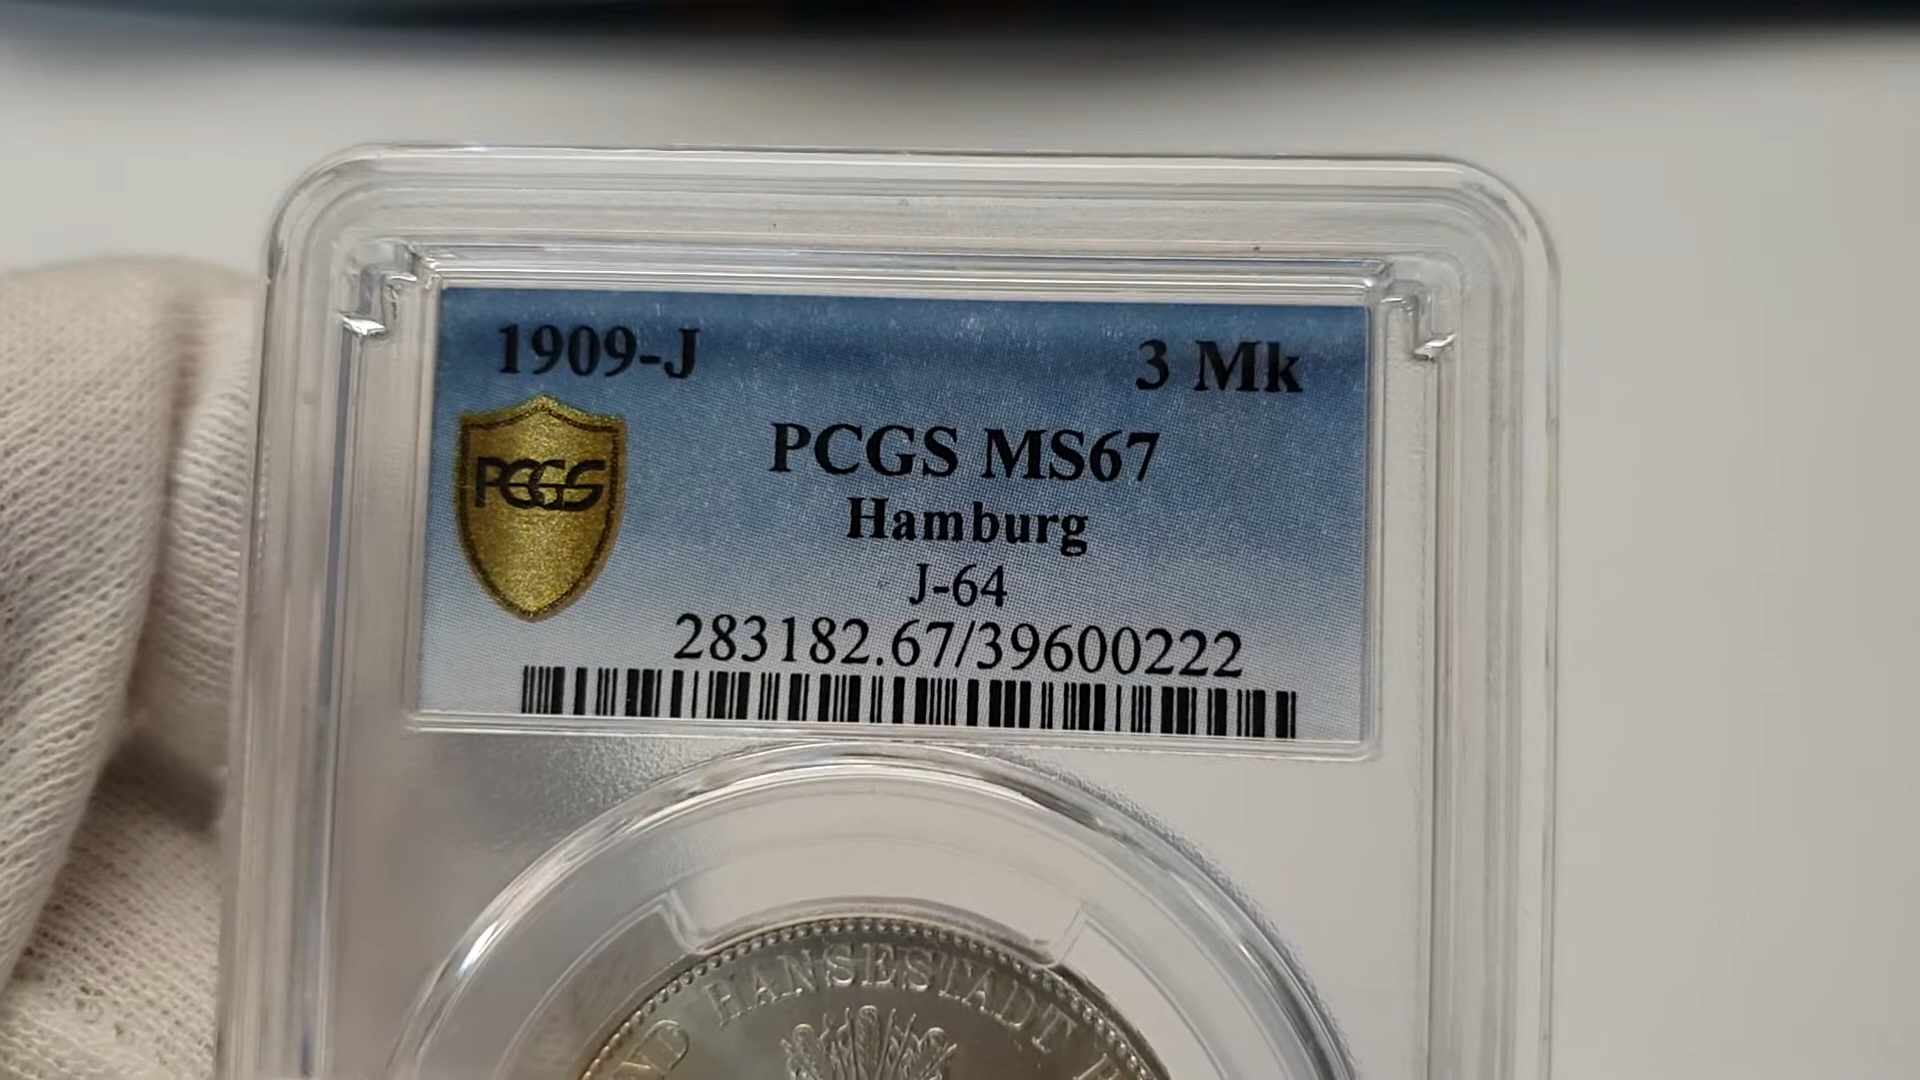 1909-J 3 Mk
PCGS
PCGS MS67
Hamburg
J-64
283182.67/39600222
HANSESTADT